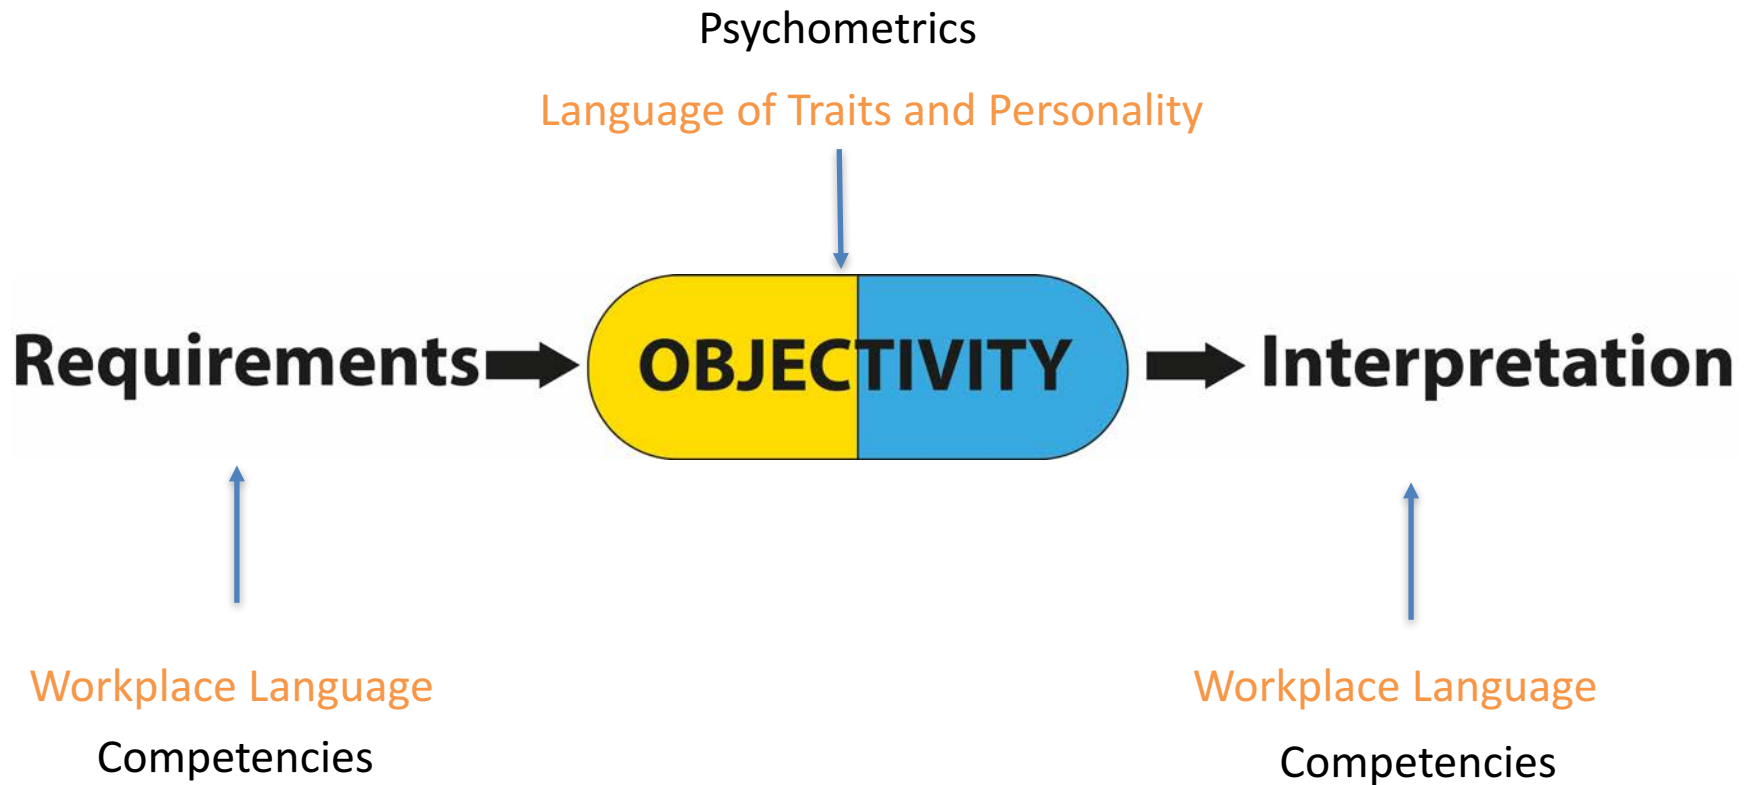 Psychometrics
Language of Traits and Personality
Requirements OBJECTIVITY Interpretation
Workplace Language
Competencies
Workplace Language
Competencies